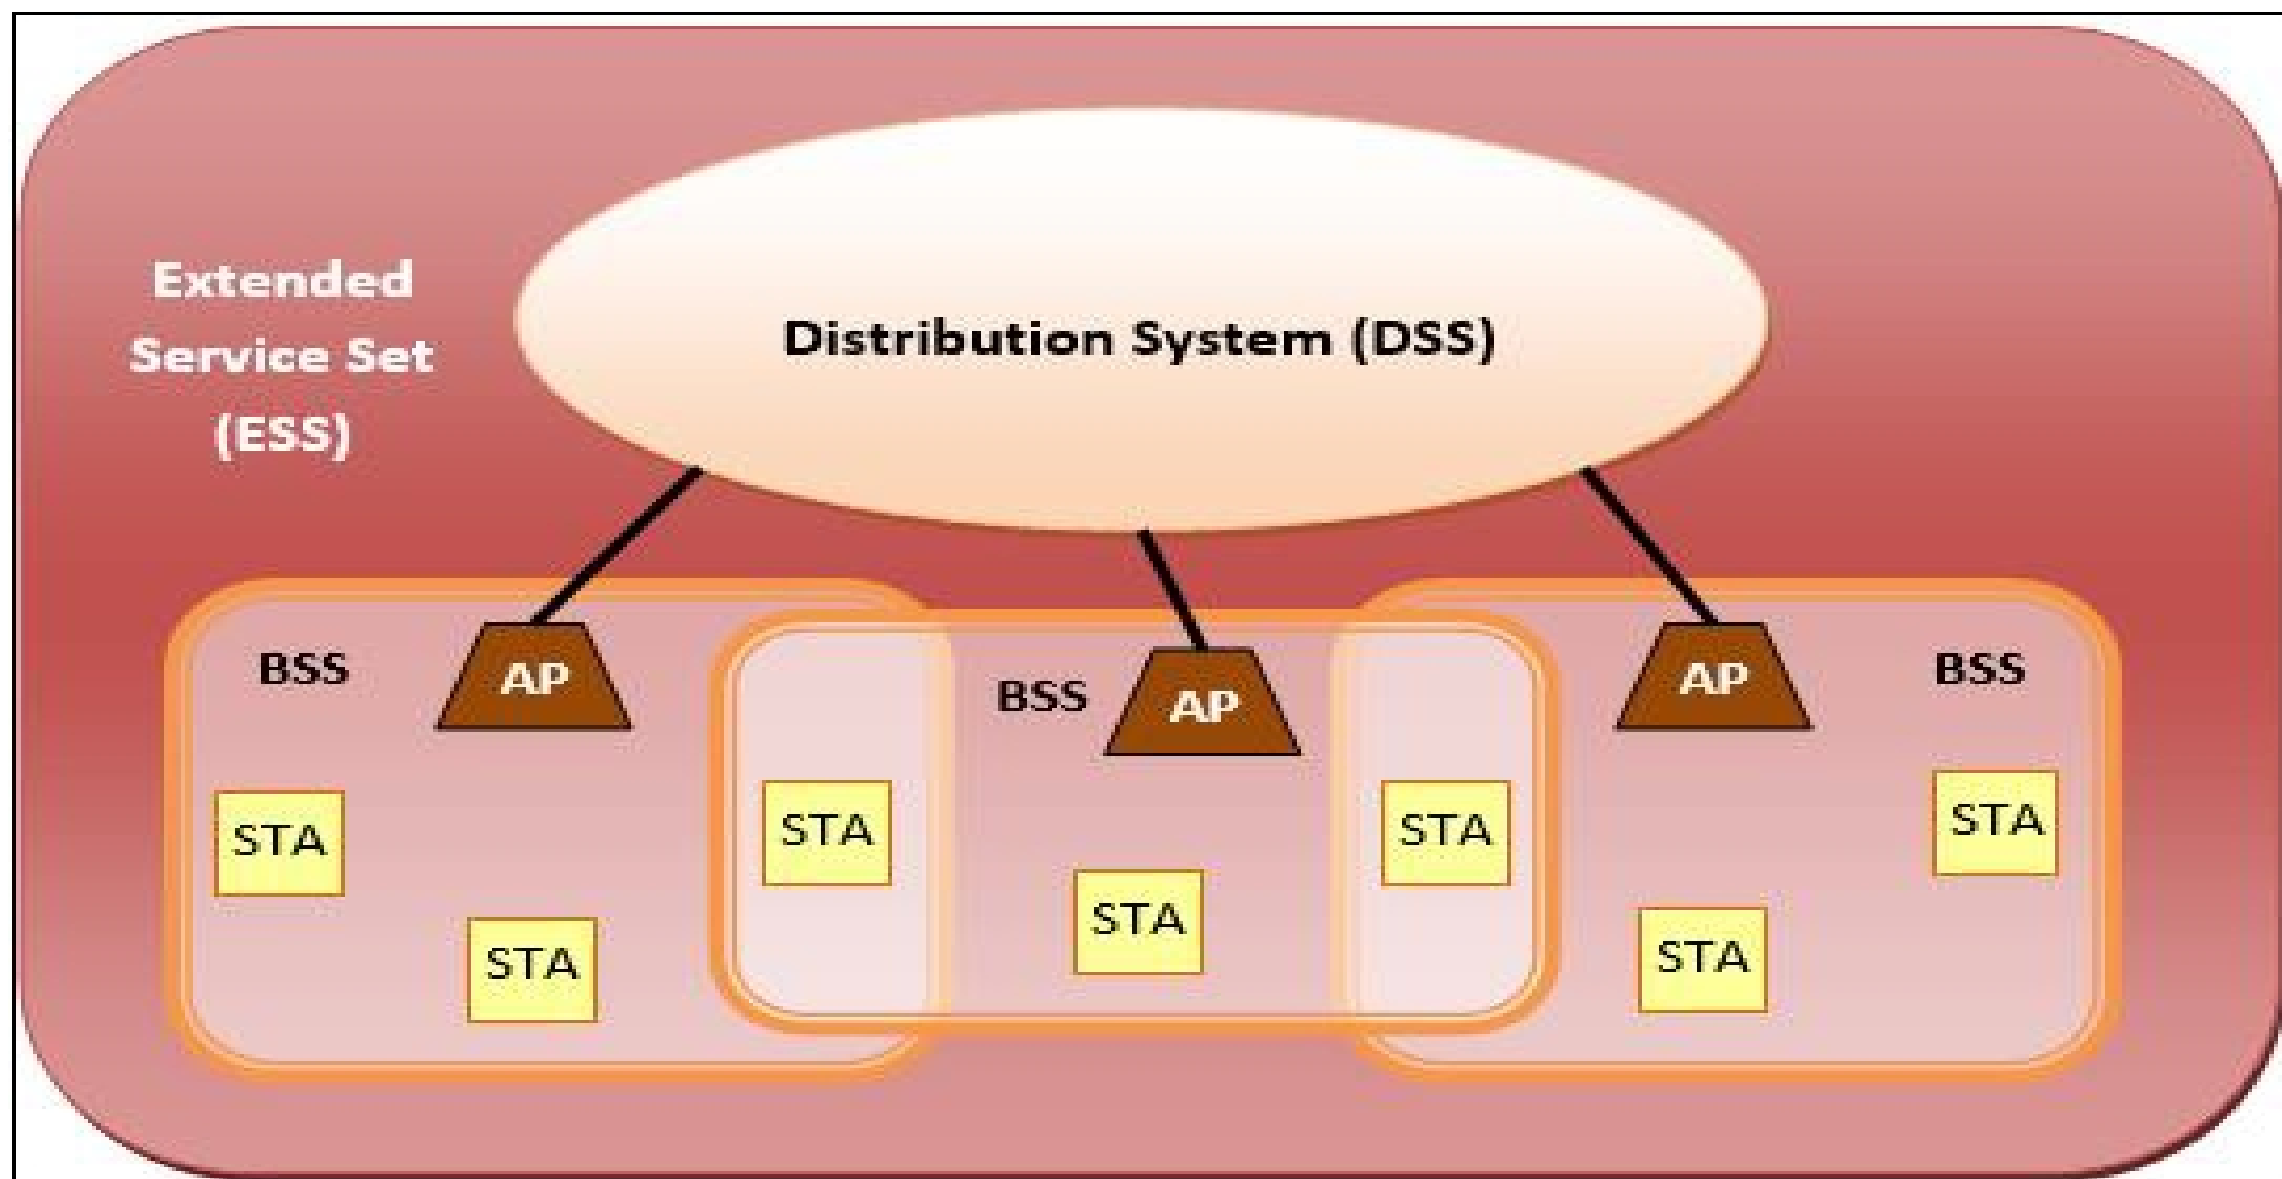 Extended
Service Set
(ESS)
Distribution System (DSS)
BSS
AP
BSS
AP
AP
BSS
STA
STA
STA
STA
STA
STA
STA